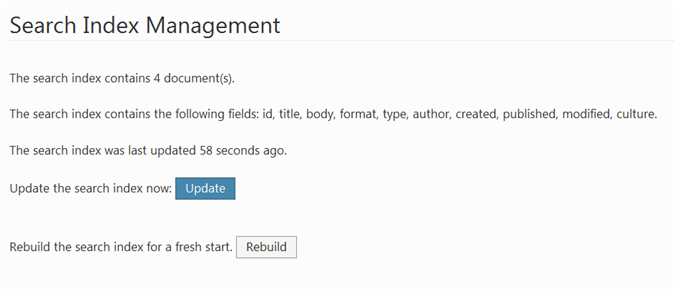 Search Index Management
The search index contains 4 document(s).
The search index contains the following fields: id, title, body, format, type, author, created, published, modified, culture.
The search index was last updated 58 seconds ago.
Update the search index now: Update
Rebuild the search index for a fresh start. Rebuild